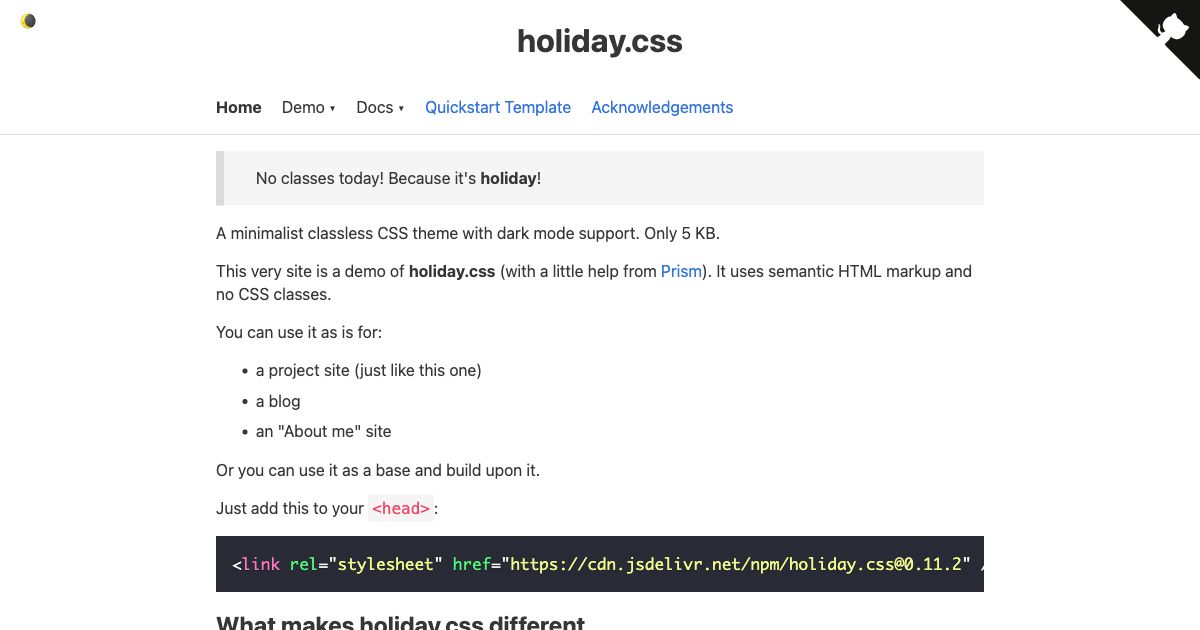 holiday.css
Home Demo ▾ Docs ▾ Quickstart Template Acknowledgements
No classes today! Because it's holiday!
A minimalist classless CSS theme with dark mode support. Only 5 KB.
This very site is a demo of holiday.css (with a little help from Prism). It uses semantic HTML markup and
no CSS classes.
You can use it as is for:
• a project site (just like this one)
• a blog
• an "About me" site
Or you can use it as a base and build upon it.
Just add this to your <head>:
<link rel="stylesheet" href="https://cdn.jsdelivr.net/npm/holiday.css@0.11.2" /
What makes holiday.css different